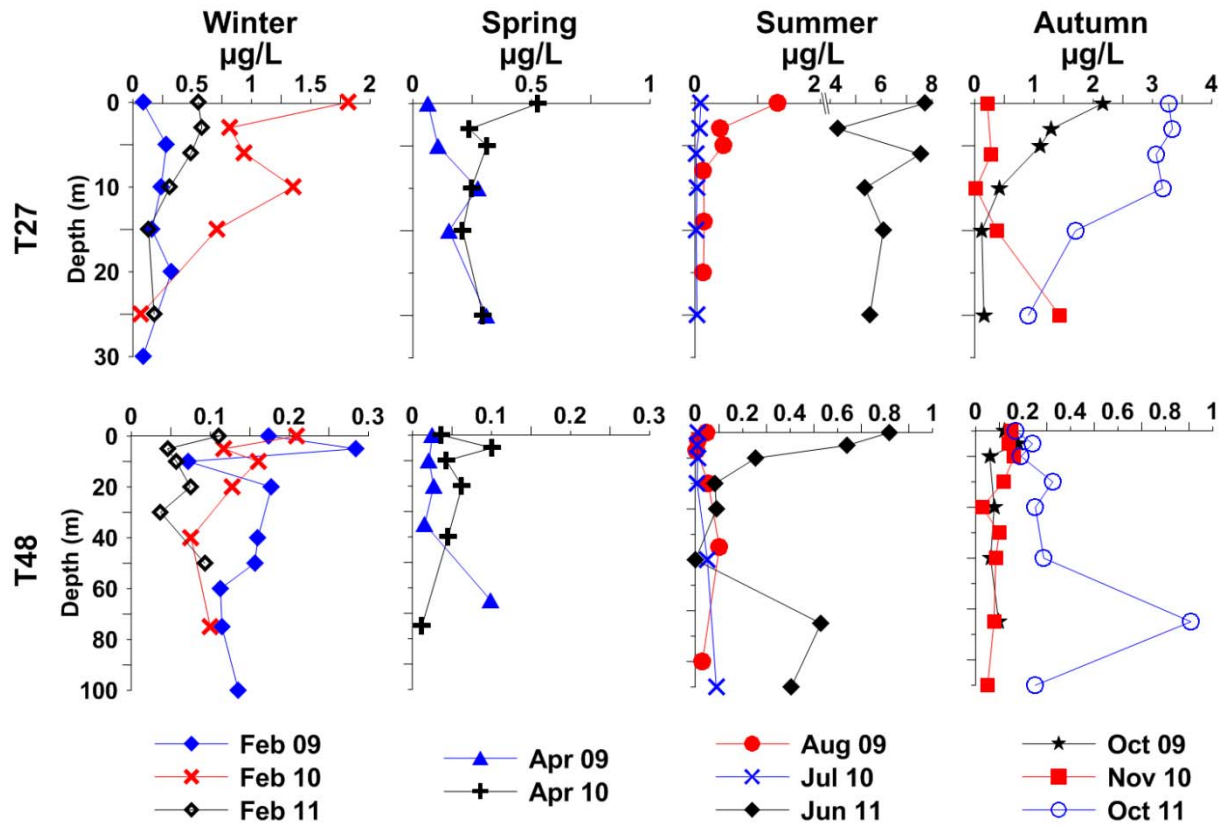 Winter Spring Summer Autumn
µg/L µg/L µg/L µg/L
0 0.5 1 1.5 2 0 0.5 1 0 2 4 6 8 0 1 2 3 4
T27
Depth (m)
0
10
20
30
0 0.1 0.2 0.3 0 0.1 0.2 0.3 0 0.2 0.4 0.6 0.8 1 0 0.2 0.4 0.6 0.8 1
T48
Depth (m)
0
20
40
60
80
100
Feb 09 Apr 09 Aug 09 Oct 09
Feb 10 Apr 10 Jul 10 Nov 10
Feb 11 Jun 11 Oct 11